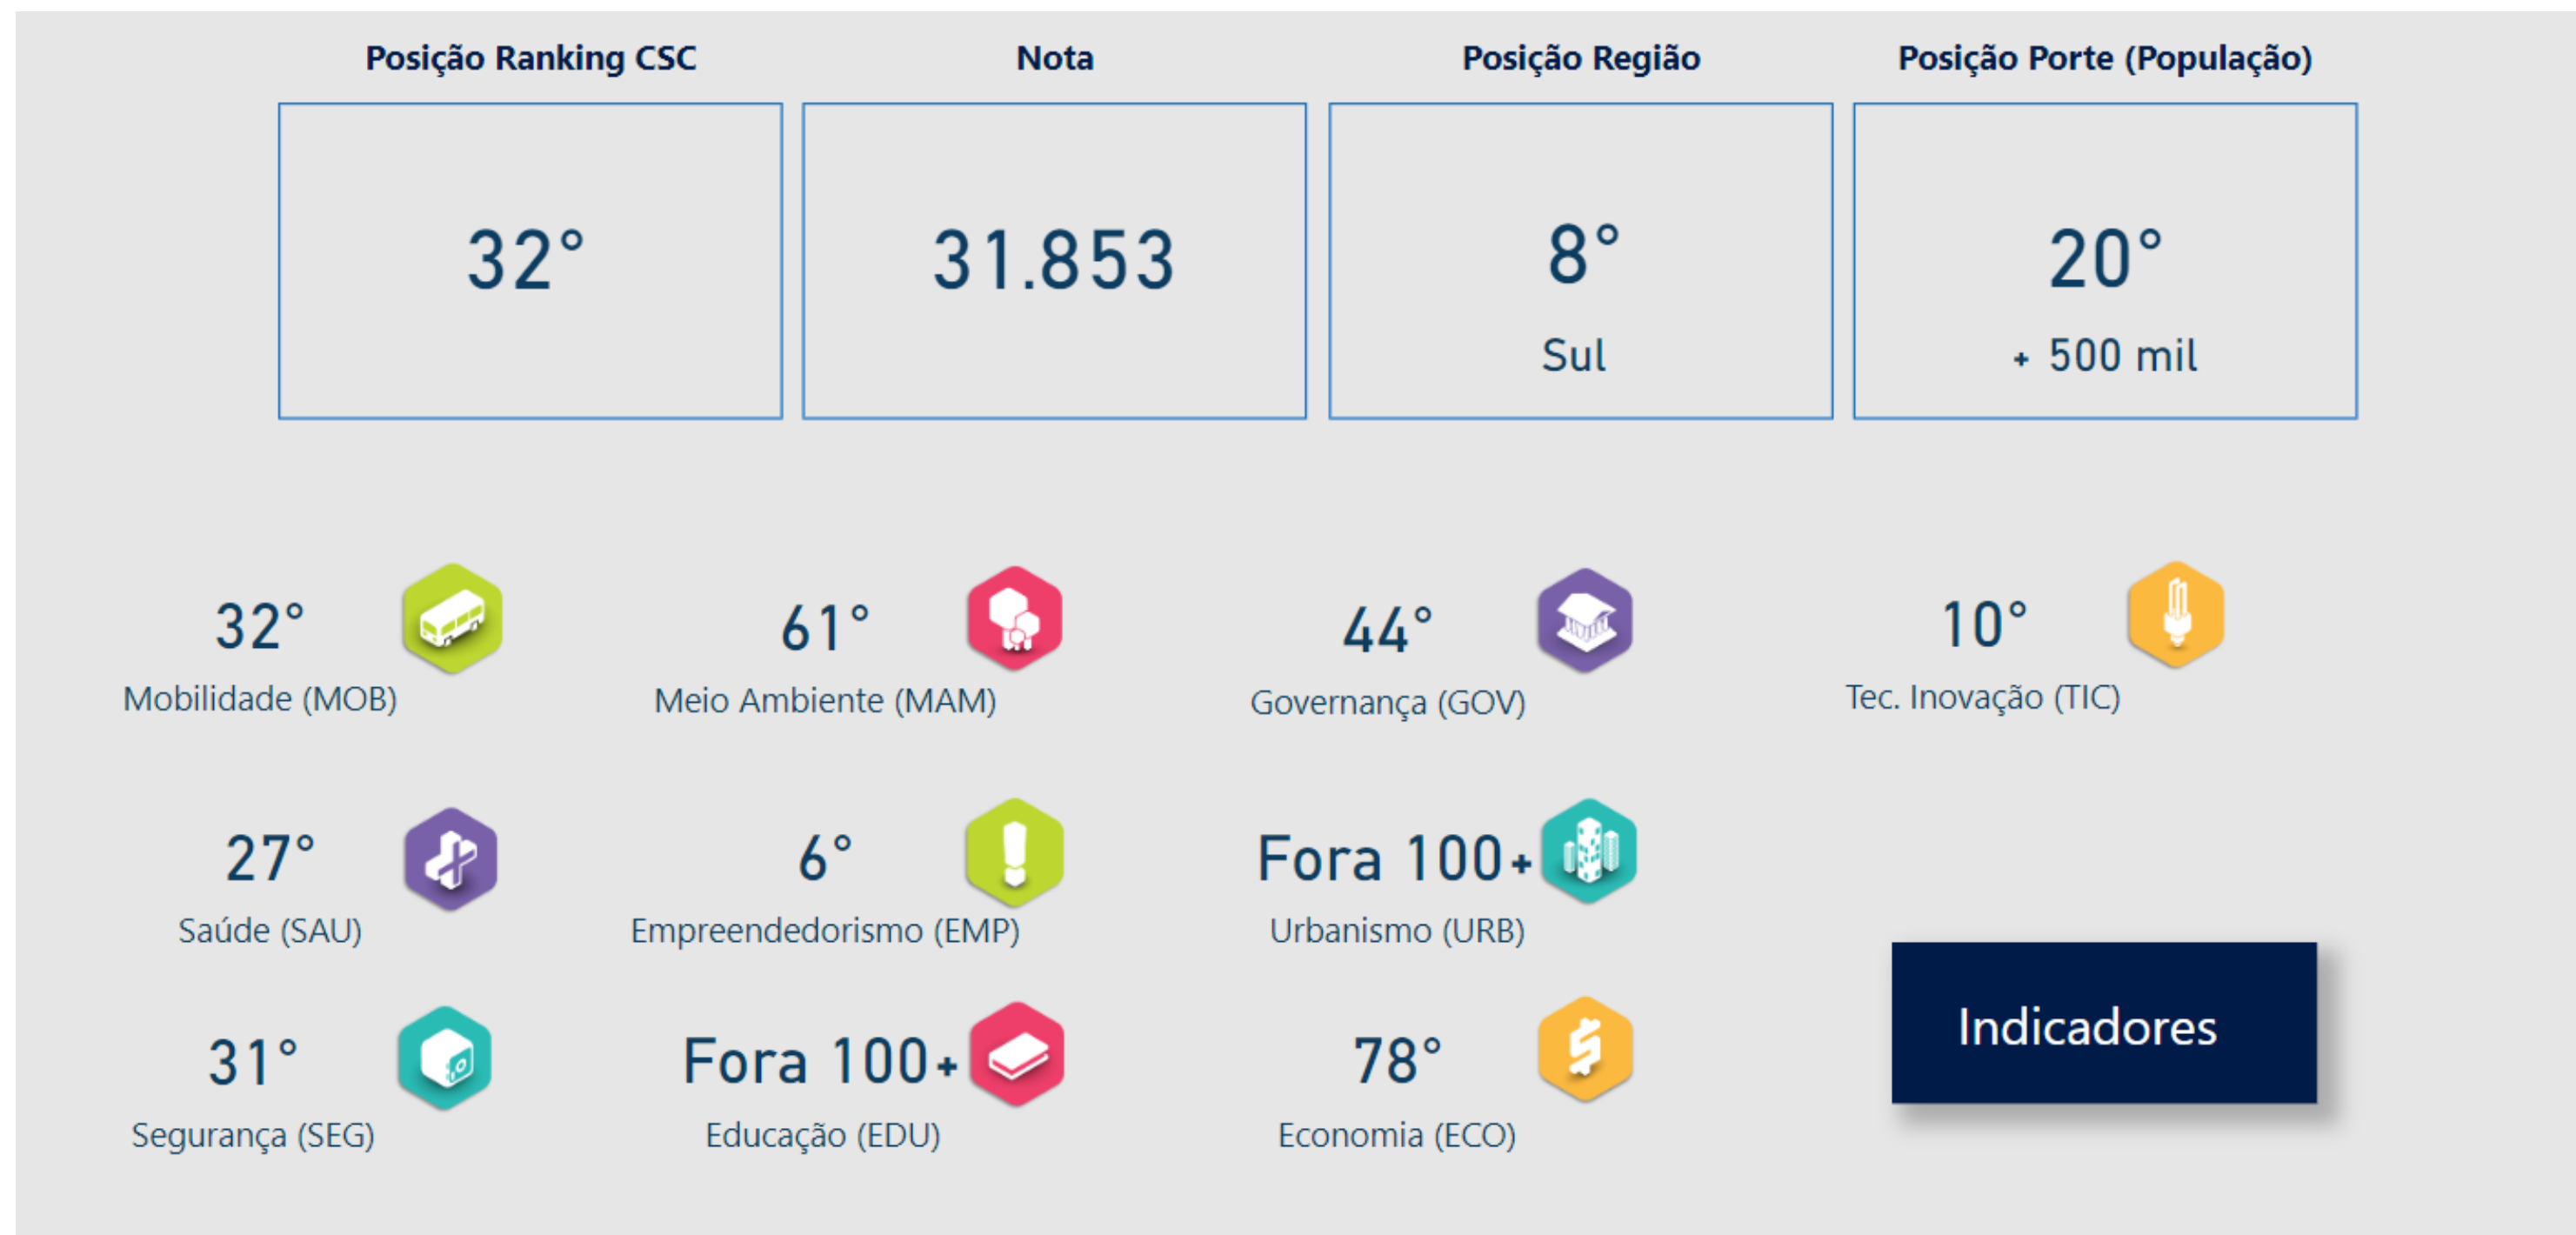 Posição Ranking CSC
Nota
Posição Região
Posição Porte (População)
32°
31.853
8°
Sul
20°
+ 500 mil
32°
Mobilidade (MOB)
61°
Meio Ambiente (MAM)
44°
Governança (GOV)
10°
Tec. Inovação (TIC)
27°
Saúde (SAU)
6°
Empreendedorismo (EMP)
Fora 100+
Urbanismo (URB)
31°
Segurança (SEG)
Fora 100+
Educação (EDU)
78°
Economia (ECO)
Indicadores